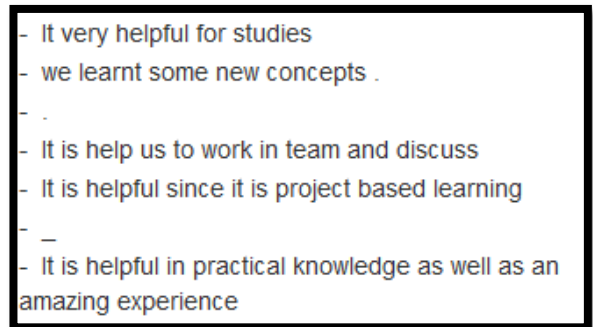 - It very helpful for studies
- we learnt some new concepts .
- .
- It is help us to work in team and discuss
- It is helpful since it is project based learning
- _
- It is helpful in practical knowledge as well as an
amazing experience